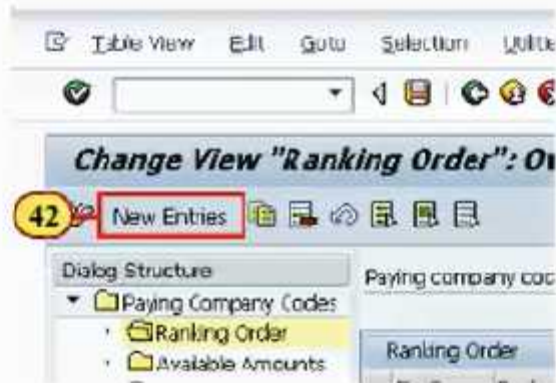 Table View Edit Goto Selection
Change View "Ranking Order":
42 New Entries
Dialog Structure
Paying company
Paying Company Codes
Ranking Order
Available Amounts
Ranking Order